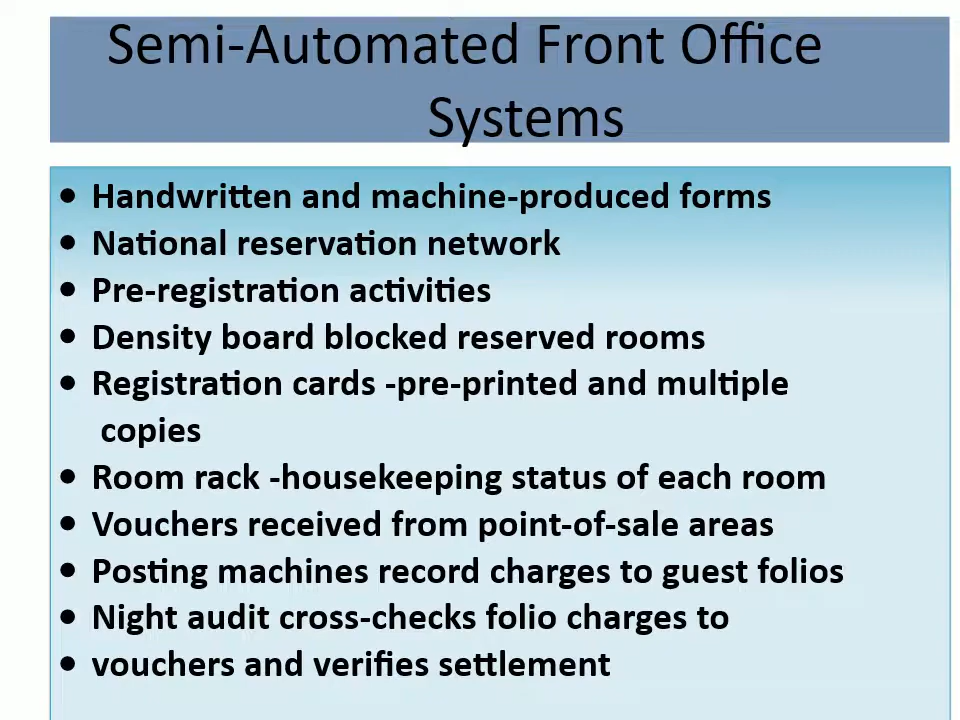 Semi-Automated Front Office
Systems
• Handwritten and machine-produced forms
• National reservation network
• Pre-registration activities
• Density board blocked reserved rooms
• Registration cards -pre-printed and multiple
copies
• Room rack -housekeeping status of each room
• Vouchers received from point-of-sale areas
• Posting machines record charges to guest folios
• Night audit cross-checks folio charges to
• vouchers and verifies settlement